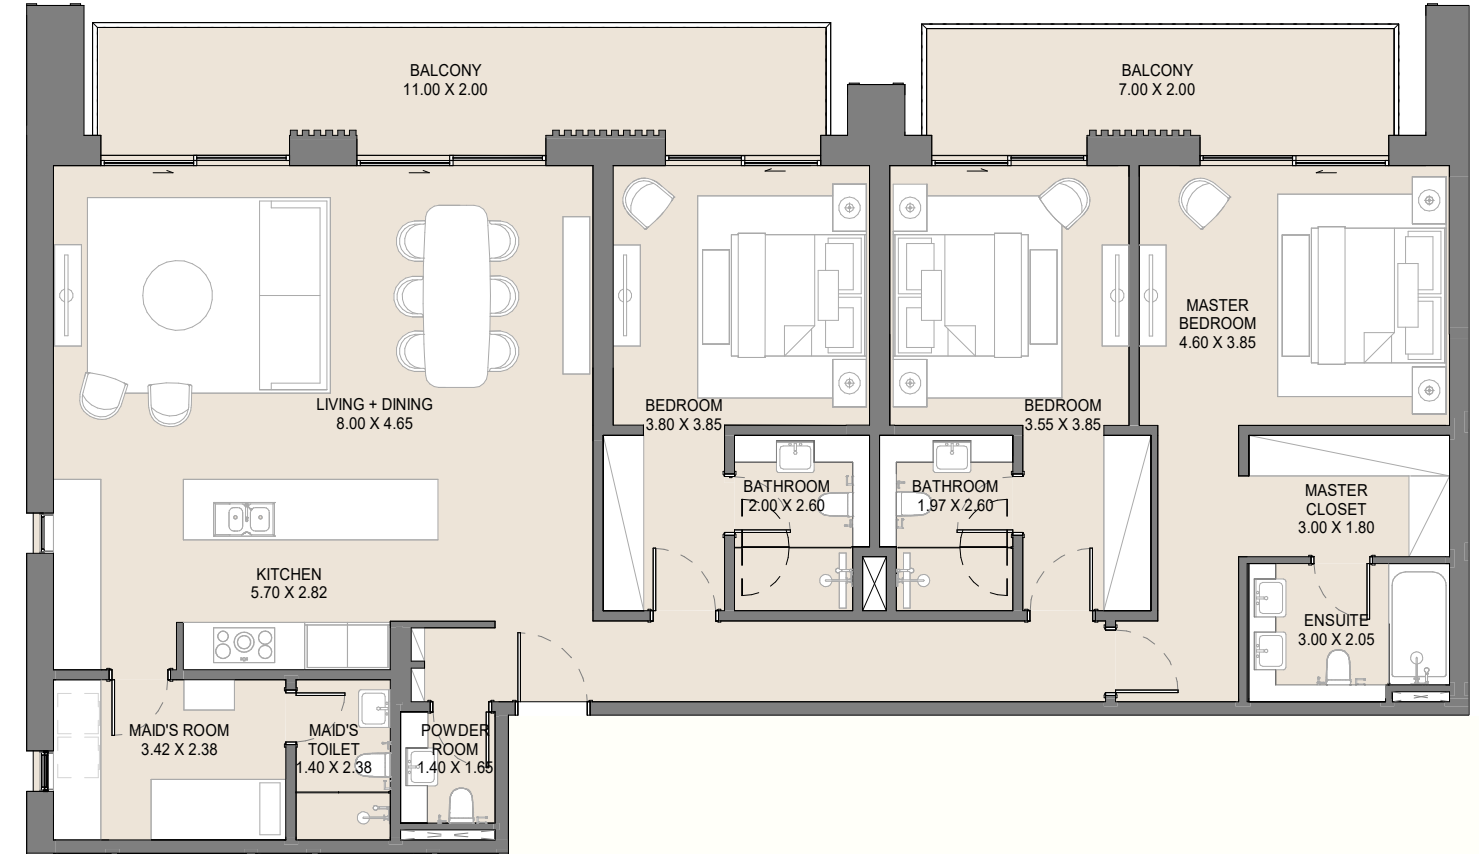 BALCONY
11.00 X 2.00
BALCONY
7.00 X 2.00
MASTER
BEDROOM
4.60 X 3.85
LIVING + DINING
8.00 X 4.65
BEDROOM
3.80 X 3.85
BEDROOM
3.55 X 3.85
BATHROOM
2.00 X 2.60
BATHROOM
1.97 X 2.60
MASTER
CLOSET
3.00 X 1.80
KITCHEN
5.70 X 2.82
ENSUITE
3.00 X 2.05
MAID'S ROOM
3.42 X 2.38
MAID'S
TOILET
1.40 X 2.38
POWDER
ROOM
1.40 X 1.65